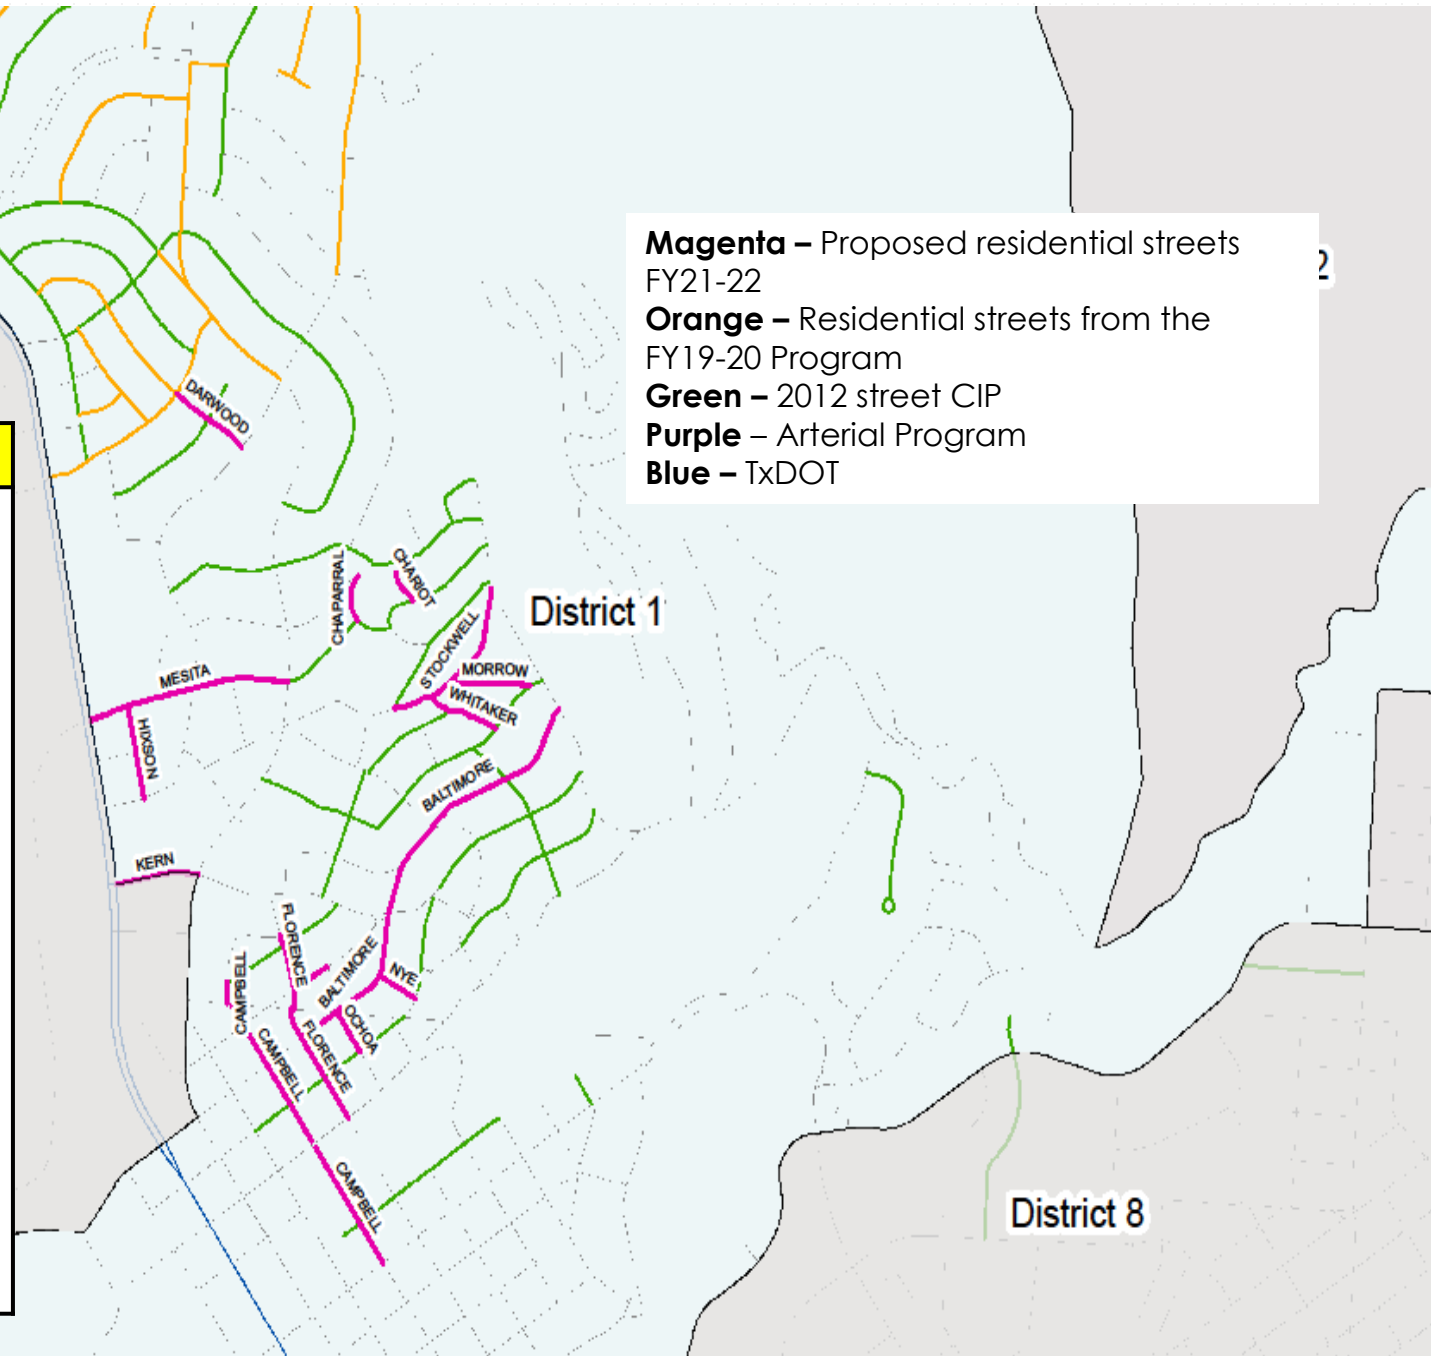 Magenta – Proposed residential streets
FY21-22
Orange – Residential streets from the
FY19-20 Program
Green – 2012 street CIP
Purple – Arterial Program
Blue – TxDOT
2
DARWOOD
CHAPARRAL
CHARIOT
District 1
STOCKWELL
MORROW
MESITA
WHITAKER
HIXSON
BALTIMORE
KERN
FLORENCE
BALTIMORE
NYE
CAMPBELL
OCHOA
FLORENCE
CAMPBELL
CAMPBELL
District 8